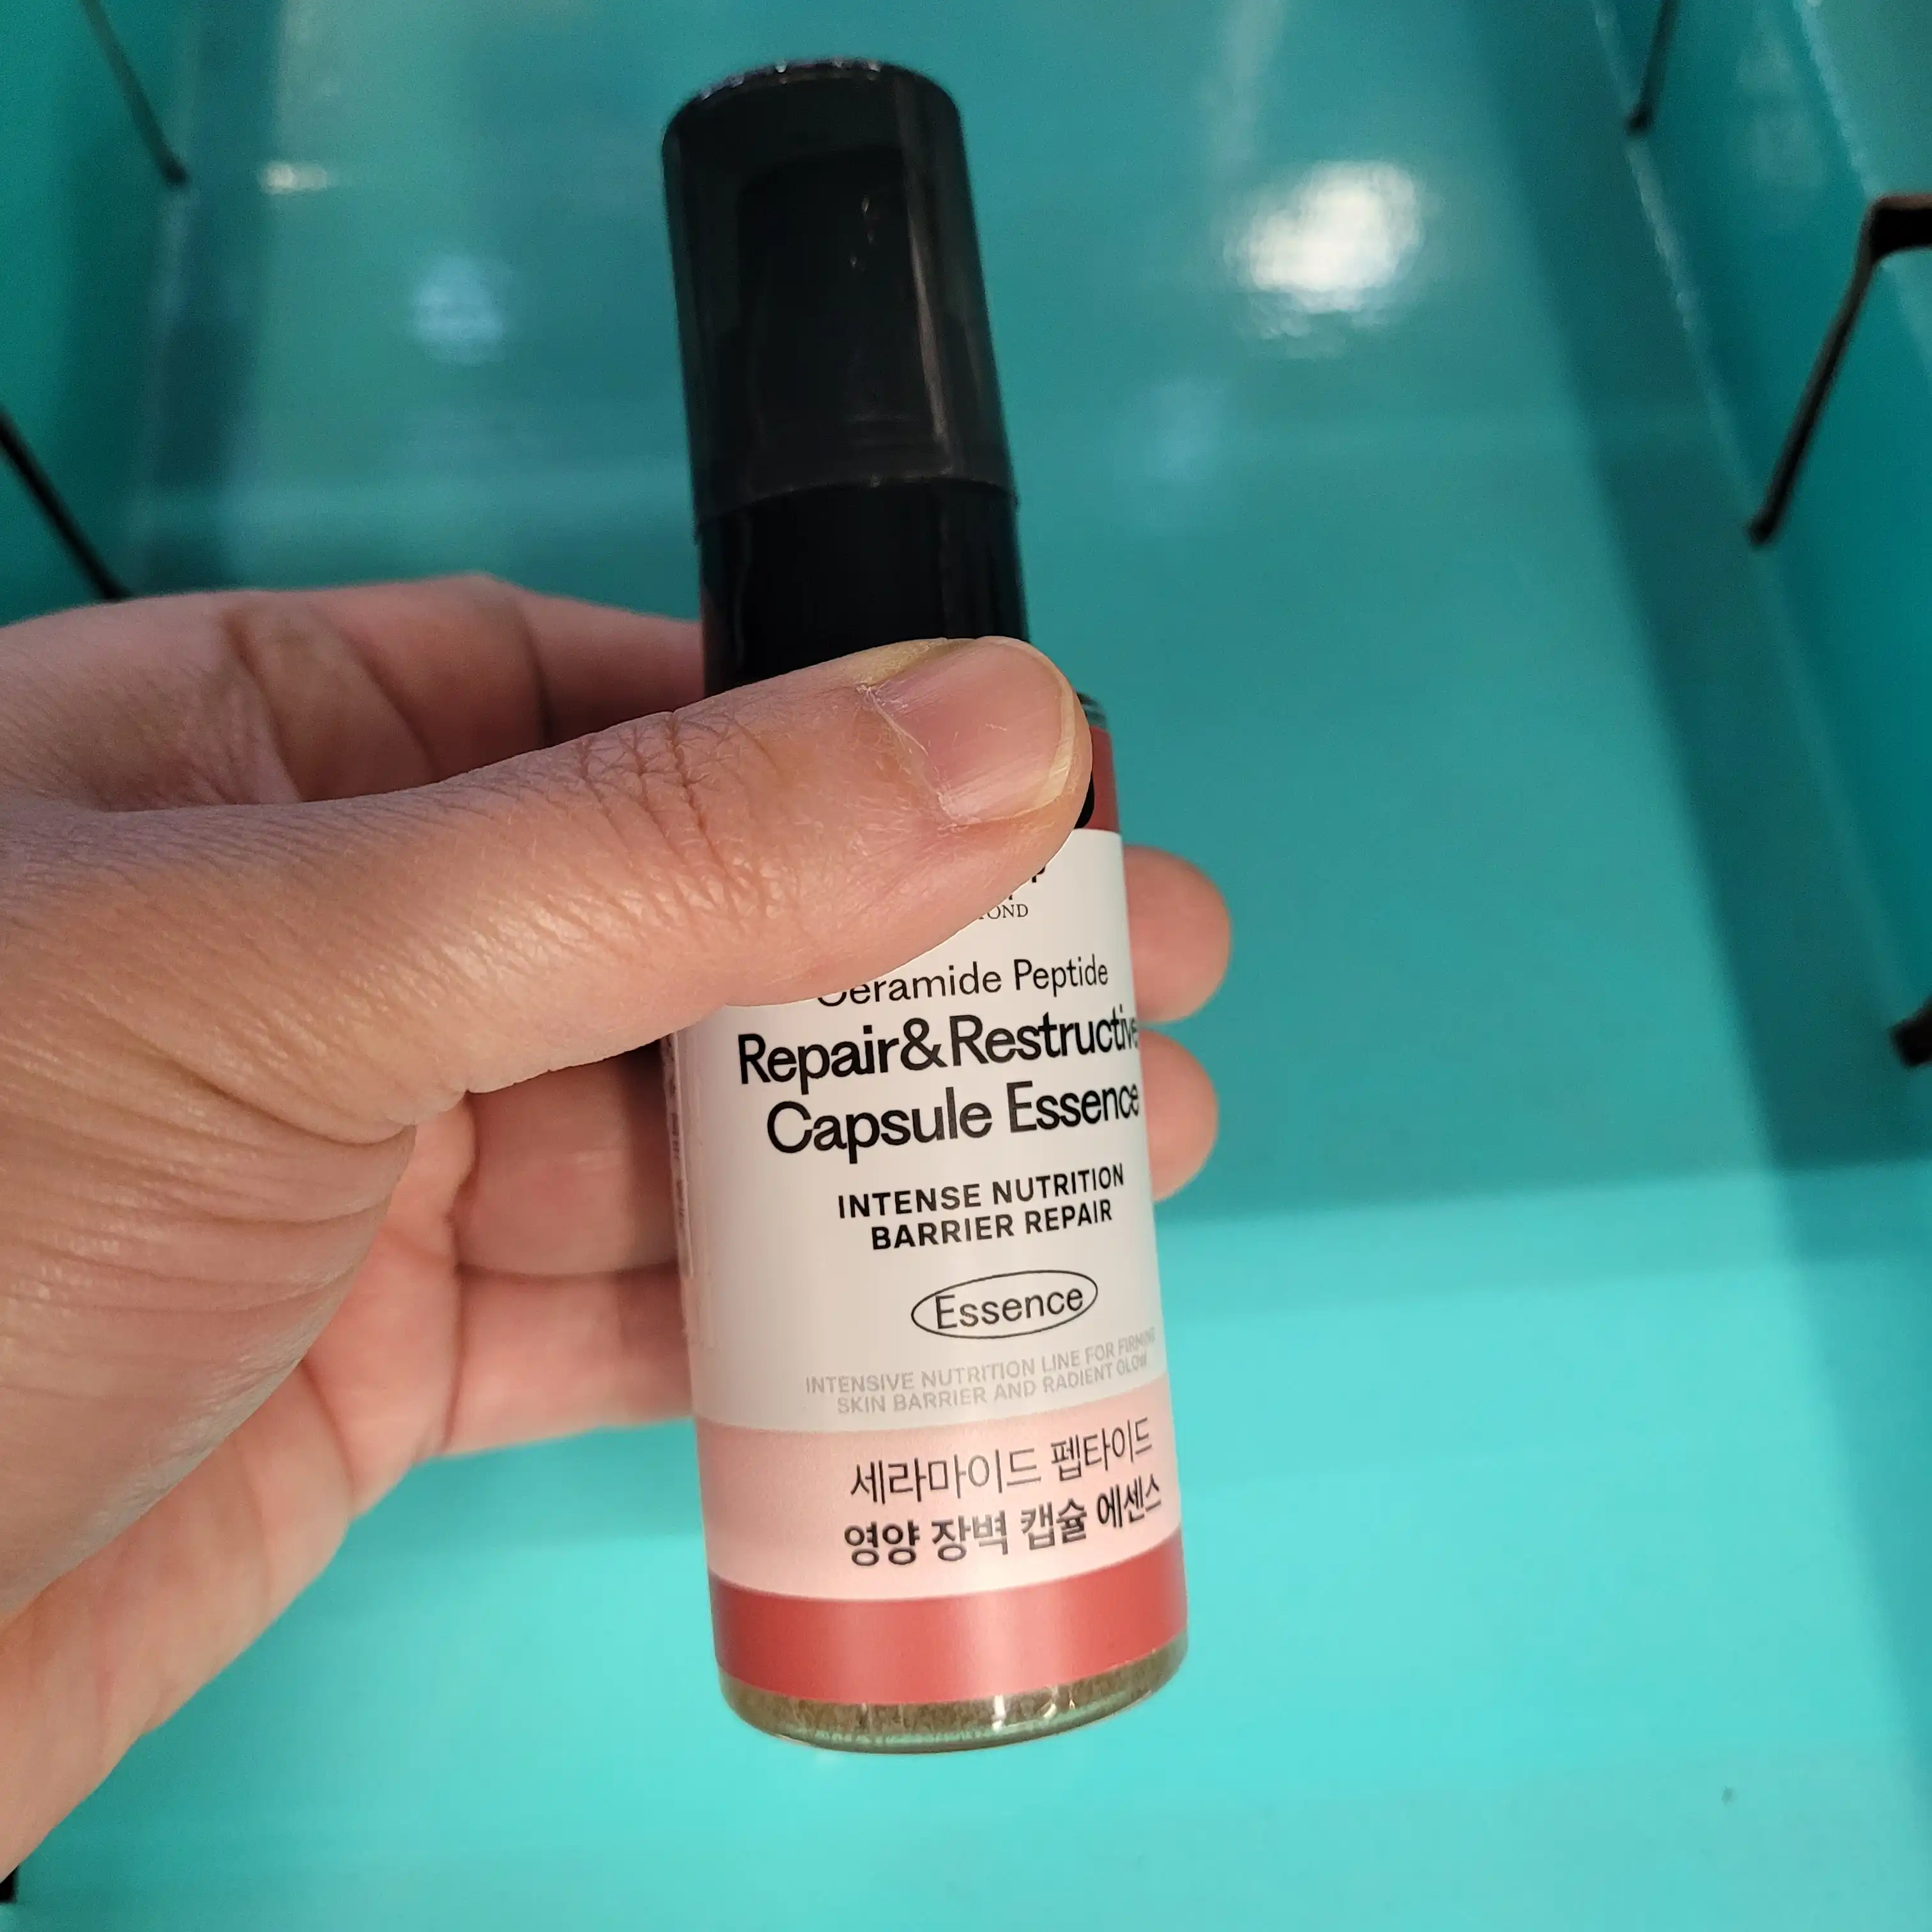 Ceramide Peptide
Repair&Restructive
Capsule Essence
INTENSE NUTRITION
BARRIER REPAIR
Essence
INTENSIVE NUTRITION LINE FOR FIRMING
SKIN BARRIER AND RADIENT GLOW
세라마이드 펩타이드
영양 장벽 캡슐 에센스